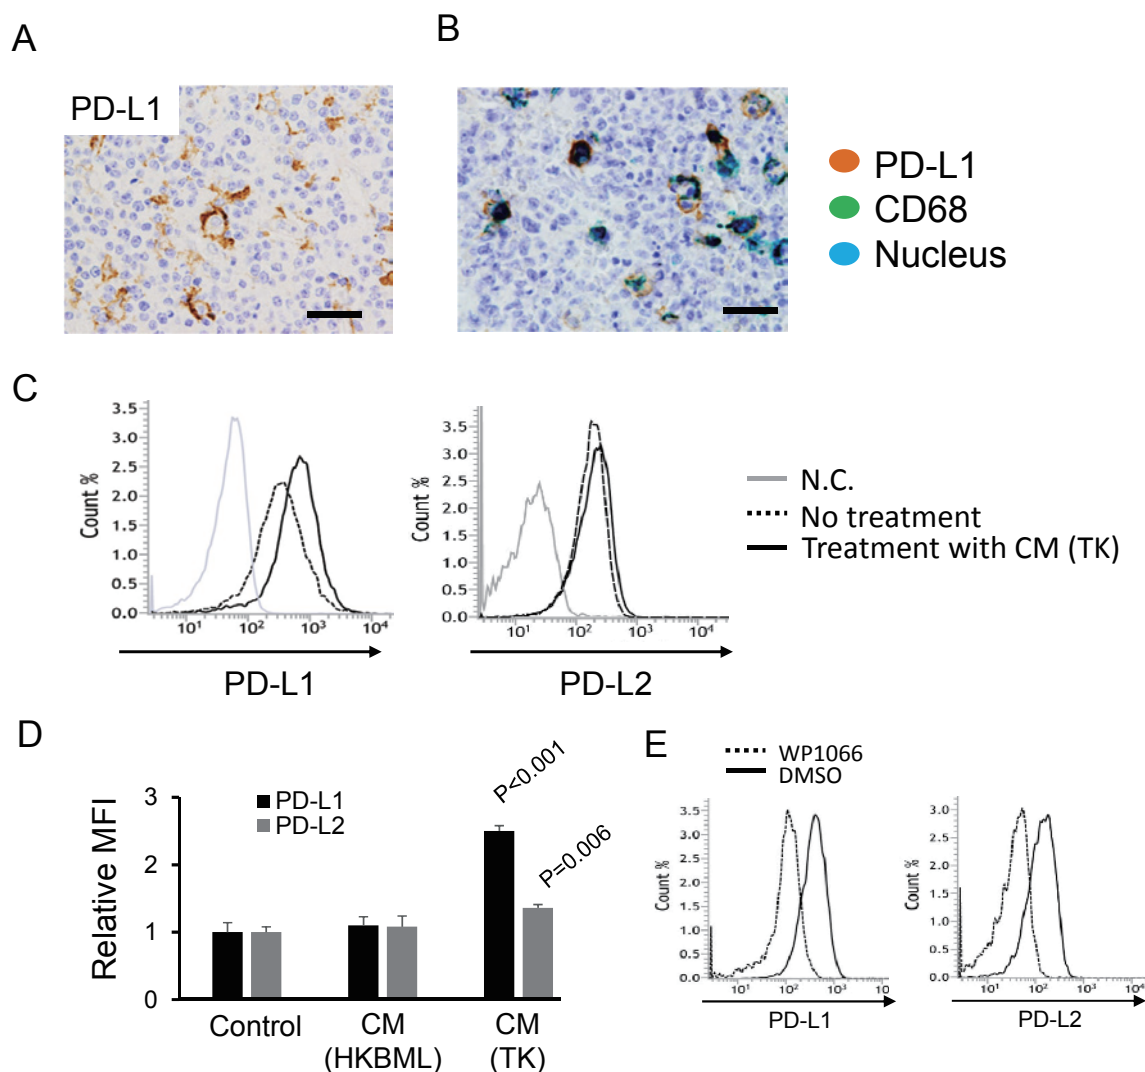 A
PD-L1
B
PD-L1
CD68
Nucleus
C
3.5
3.0
2.5
2.0
1.5
1.0
0.5
0.0
Count %
10¹ 10² 10³ 10⁴
PD-L1
3.5
3.0
2.5
2.0
1.5
1.0
0.5
0.0
Count %
10¹ 10² 10³ 10⁴
PD-L2
N.C.
No treatment
Treatment with CM (TK)
D
3
2
1
0
Relative MFI
PD-L1
PD-L2
P<0.001
P=0.006
Control
CM
(HKBML)
CM
(TK)
E
WP1066
DMSO
3.5
3.0
2.5
2.0
1.5
1.0
0.5
0.0
Count %
10¹ 10² 10³
PD-L1
3.0
2.5
2.0
1.5
1.0
0.5
0.0
Count %
10¹ 10² 10³
PD-L2